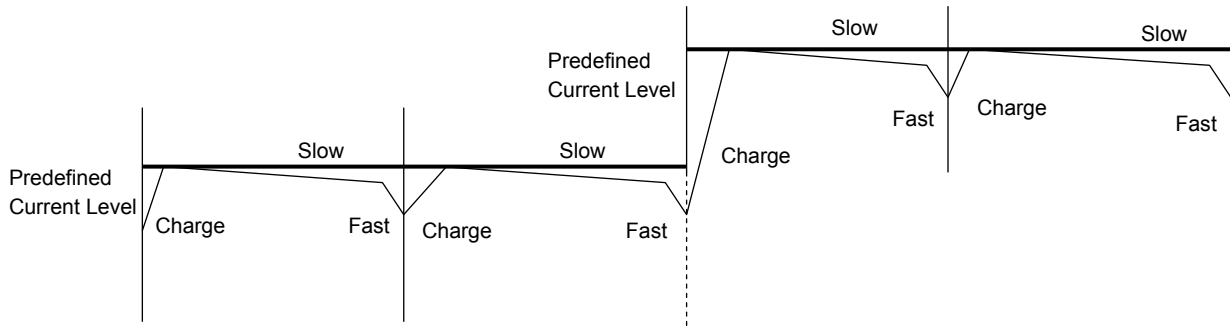 Slow
Slow
Predefined
Current Level
Fast
Charge
Fast
Charge
Slow
Slow
Predefined
Current Level
Charge
Fast
Charge
Fast